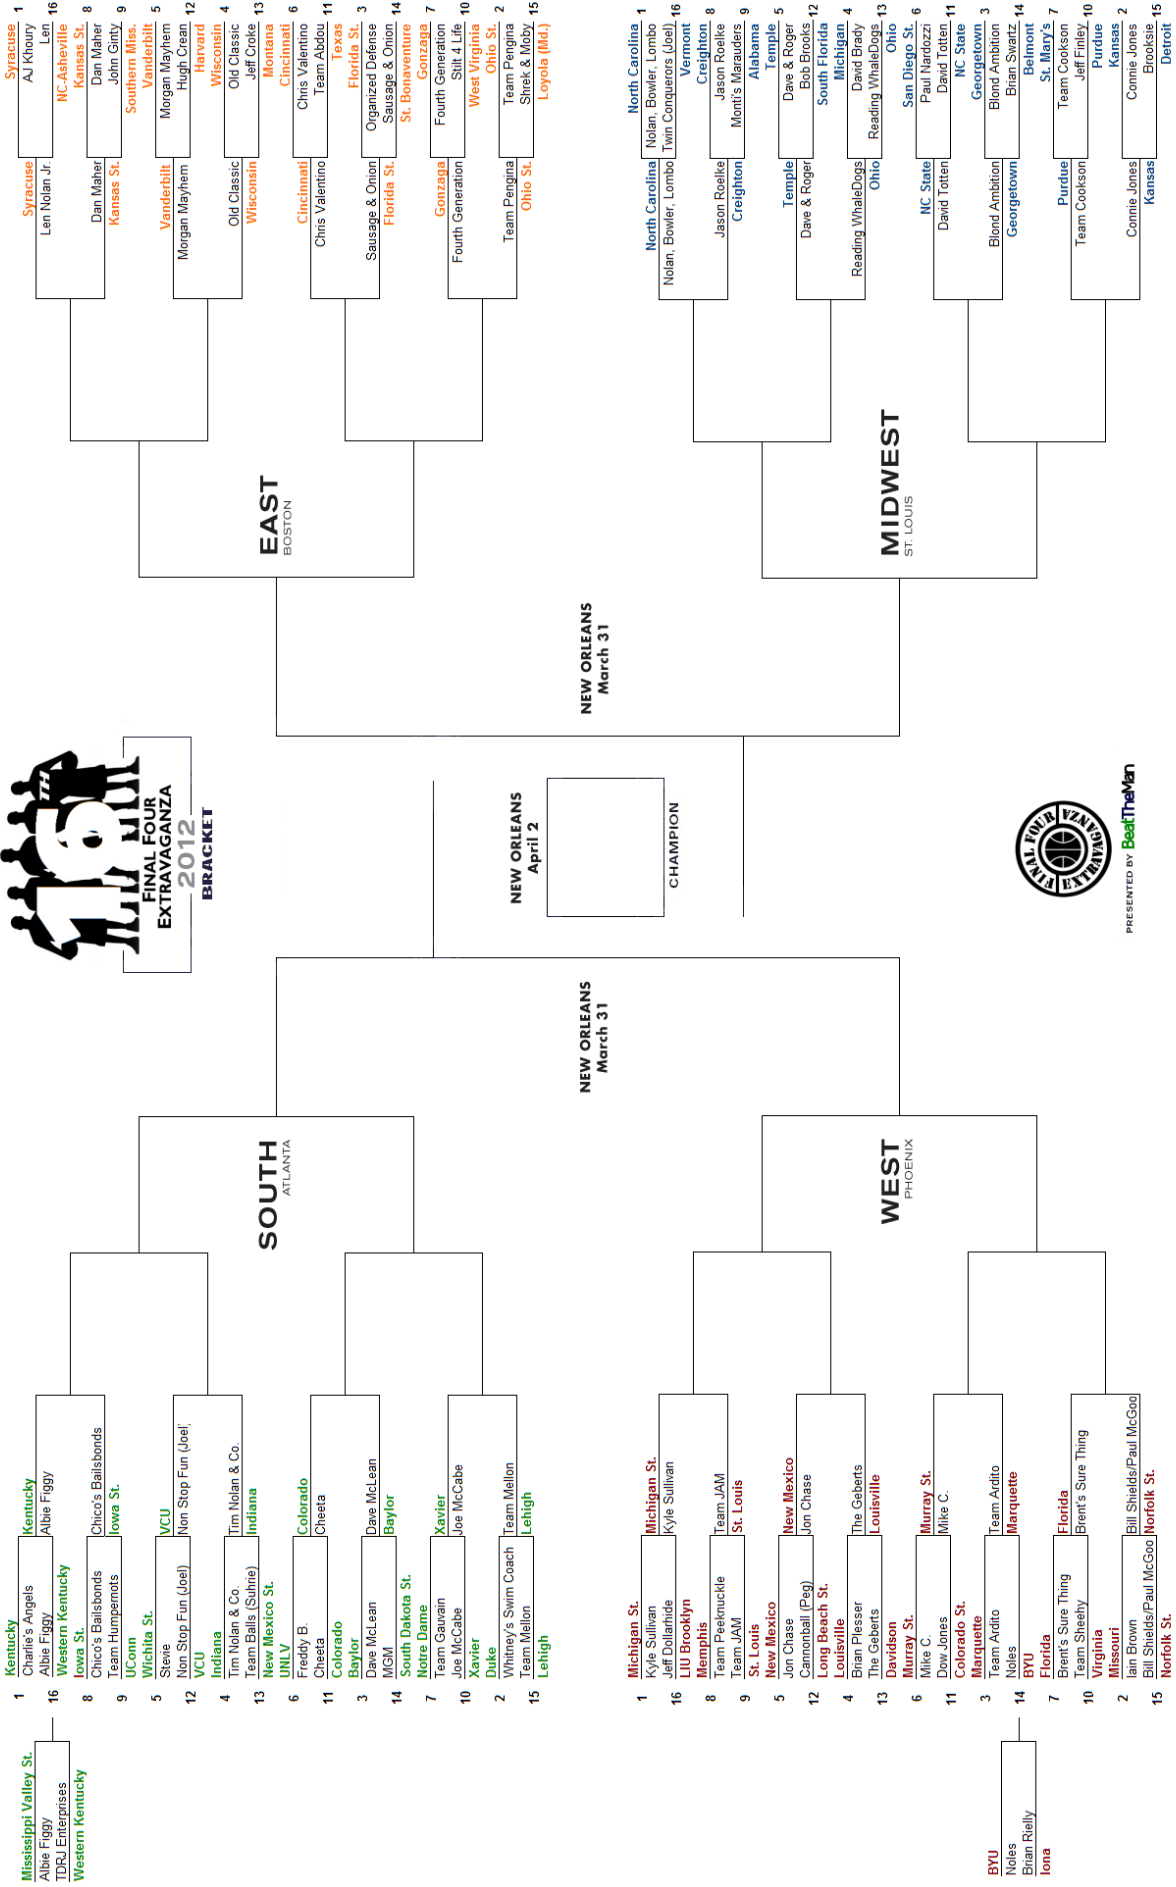 16TH
FINAL FOUR
EXTRAVAGANZA
2012
BRACKET
Mississippi Valley St.
Albie Figgy
TDRJ Enterprises
Western Kentucky
Kentucky
1 Charlie's Angels
16 Albie Figgy
Western Kentucky
Iowa St.
8 Chico's Bailsbonds
9 Team Humpernots
UConn
Wichita St.
5 Stevie
12 Non Stop Fun (Joel)
VCU
Indiana
4 Tim Nolan & Co.
13 Team Balls (Suhrie)
New Mexico St.
UNLV
6 Freddy B.
11 Cheeta
Colorado
Baylor
3 Dave McLean
14 MGM
South Dakota St.
Notre Dame
7 Team Gauvain
10 Joe McCabe
Xavier
Duke
2 Whitney's Swim Coach
15 Team Mellon
Lehigh
Kentucky
Albie Figgy
Chico's Bailsbonds
Iowa St.
VCU
Non Stop Fun (Joel)
Tim Nolan & Co.
Indiana
Colorado
Cheeta
Dave McLean
Baylor
Xavier
Joe McCabe
Team Mellon
Lehigh
SOUTH
ATLANTA
Michigan St.
1 Kyle Sullivan
16 Jeff Dollarhide
LIU Brooklyn
Memphis
8 Team Peeknuckle
9 Team JAM
St. Louis
New Mexico
5 Jon Chase
12 Cannonball (Peg)
Long Beach St.
Louisville
4 Brian Plesser
13 The Geberts
Davidson
Murray St.
6 Mike C.
11 Dow Jones
Colorado St.
Marquette
3 Team Ardito
14 Noles
BYU
Florida
7 Brent's Sure Thing
10 Team Sheehy
Virginia
Missouri
2 Iain Brown
15 Bill Shields/Paul McGoo
Norfolk St.
BYU
Noles
Brian Rielly
Iona
Michigan St.
Kyle Sullivan
Team JAM
St. Louis
New Mexico
Jon Chase
The Geberts
Louisville
Murray St.
Mike C.
Team Ardito
Marquette
Florida
Brent's Sure Thing
Bill Shields/Paul McGoo
Norfolk St.
WEST
PHOENIX
NEW ORLEANS
March 31
NEW ORLEANS
April 2
CHAMPION
NEW ORLEANS
March 31
EAST
BOSTON
Syracuse
Len Nolan Jr.
Dan Maher
Kansas St.
Vanderbilt
Morgan Mayhem
Old Classic
Wisconsin
Cincinnati
Chris Valentino
Sausage & Onion
Florida St.
Gonzaga
Fourth Generation
Team Pengina
Ohio St.
Syracuse
AJ Khoury 1
Len 16
NC-Asheville
Kansas St.
Dan Maher 8
John Ginty 9
Southern Miss.
Vanderbilt
Morgan Mayhem 5
Hugh Crean 12
Harvard
Wisconsin
Old Classic 4
Jeff Croke 13
Montana
Cincinnati
Chris Valentino 6
Team Abdou 11
Texas
Florida St.
Organized Defense 3
Sausage & Onion 14
St. Bonaventure
Gonzaga
Fourth Generation 7
Still 4 Life 10
West Virginia
Ohio St.
Team Pengina 2
Shrek & Moby 15
Loyola (Md.)
MIDWEST
ST. LOUIS
North Carolina
Nolan, Bowler, Lombo
Jason Roelke
Creighton
Temple
Dave & Roger
Reading WhaleDogs
Ohio
NC State
David Totten
Blond Ambition
Georgetown
Purdue
Team Cookson
Connie Jones
Kansas
North Carolina
Nolan, Bowler, Lombo 1
Twin Conquerors (Joel) 16
Vermont
Creighton
Jason Roelke 8
Monti's Marauders 9
Alabama
Temple
Dave & Roger 5
Bob Brooks 12
South Florida
Michigan
David Brady 4
Reading WhaleDogs 13
Ohio
San Diego St.
Paul Nardozzi 6
David Totten 11
NC State
Georgetown
Blond Ambition 3
Brian Swartz 14
Belmont
St. Mary's
Team Cookson 7
Jeff Finley 10
Purdue
Kansas
Connie Jones 2
Brooksie 15
Detroit
FINAL FOUR
EXTRAVAGANZA
PRESENTED BY BeatTheMan